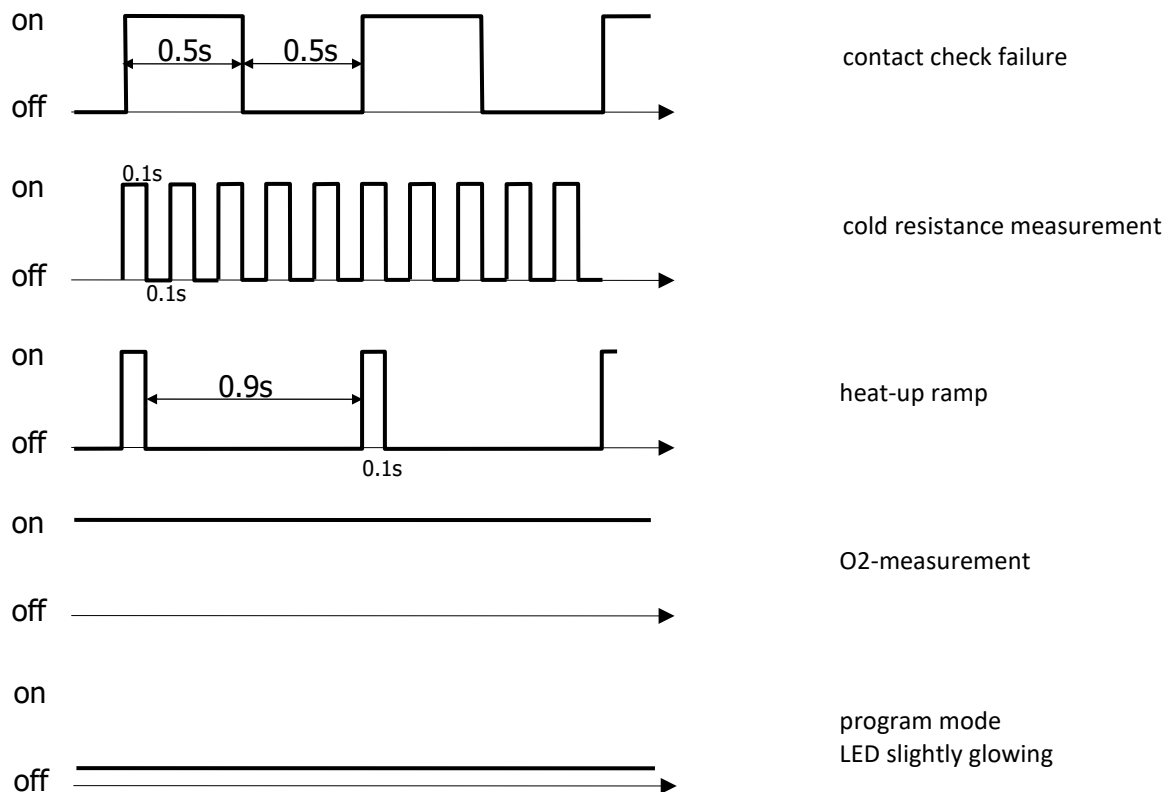 on
0.5s 0.5s
contact check failure
off
on
0.1s
cold resistance measurement
off
0.1s
on
0.9s
heat-up ramp
off
0.1s
on
O2-measurement
off
on
program mode
LED slightly glowing
off